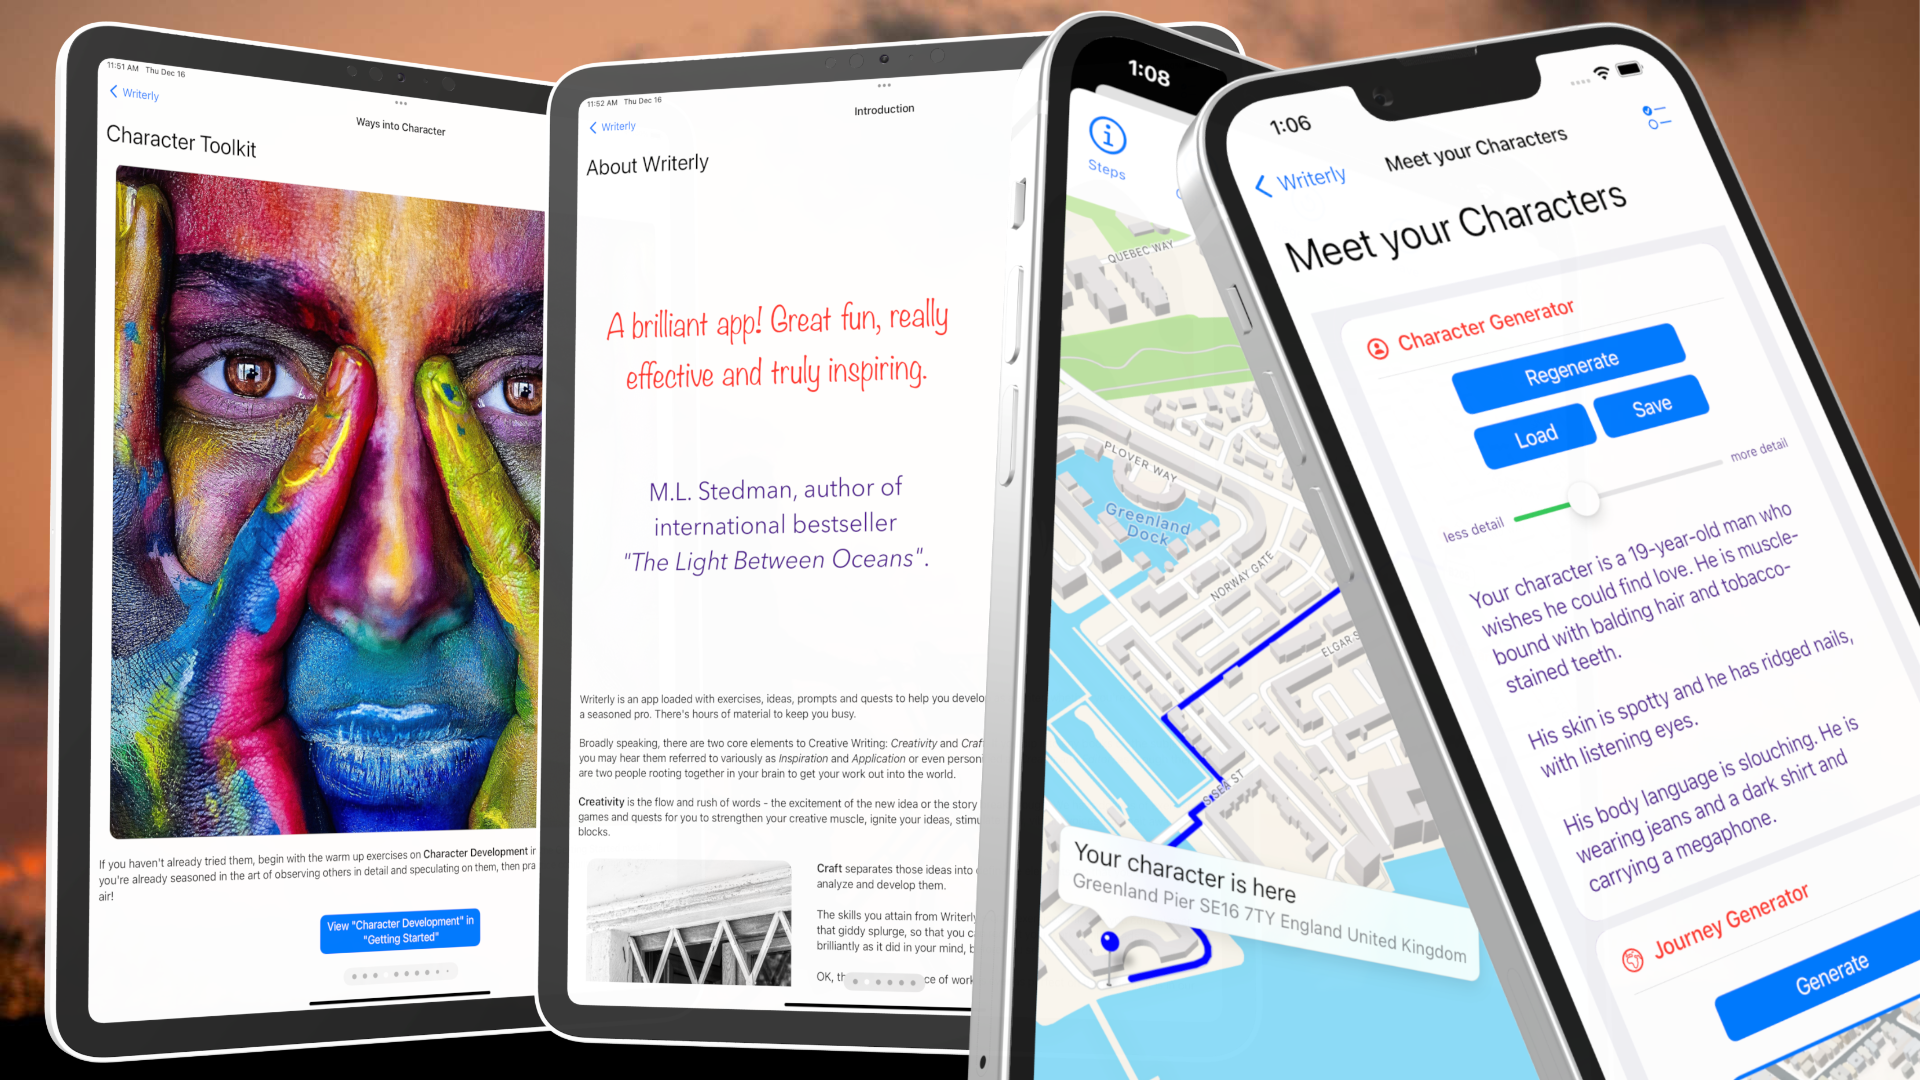 11:51 AM Thu Dec 16
Writerly
Ways into Character
Character Toolkit
If you haven't already tried them, begin with the warm up exercises on Character Development ir
you're already seasoned in the art of observing others in detail and speculating on them, then pra
air!
View "Character Development" in
"Getting Started"
11:52 AM Thu Dec 16
Writerly
Introduction
About Writerly
A brilliant app! Great fun, really
effective and truly inspiring.
M.L. Stedman, author of
international bestseller
"The Light Between Oceans".
Writerly is an app loaded with exercises, ideas, prompts and quests to help you develo
a seasoned pro. There's hours of material to keep you busy.
Broadly speaking, there are two core elements to Creative Writing: Creativity and Craf
you may hear them referred to variously as Inspiration and Application or even person
are two people rooting together in your brain to get your work out into the world.
Creativity is the flow and rush of words - the excitement of the new idea or the story
games and quests for you to strengthen your creative muscle, ignite your ideas, stimu
blocks.
Craft separates those ideas into
analyze and develop them.
The skills you attain from Writerly
that giddy splurge, so that you c
brilliantly as it did in your mind, b
OK, th ce of work
1:08
Steps
QUEBEC WAY
PLOVER WAY
Greenland
Dock
NORWAY GATE
ELGAR S
S SEA ST
Your character is here
Greenland Pier SE16 7TY England United Kingdom
1:06
Writerly
Meet your Characters
Meet your Characters
Character Generator
Regenerate
Load
Save
less detail
more detail
Your character is a 19-year-old man who
wishes he could find love. He is muscle-
bound with balding hair and tobacco-
stained teeth.
His skin is spotty and he has ridged nails,
with listening eyes.
His body language is slouching. He is
wearing jeans and a dark shirt and
carrying a megaphone.
Journey Generator
Generate